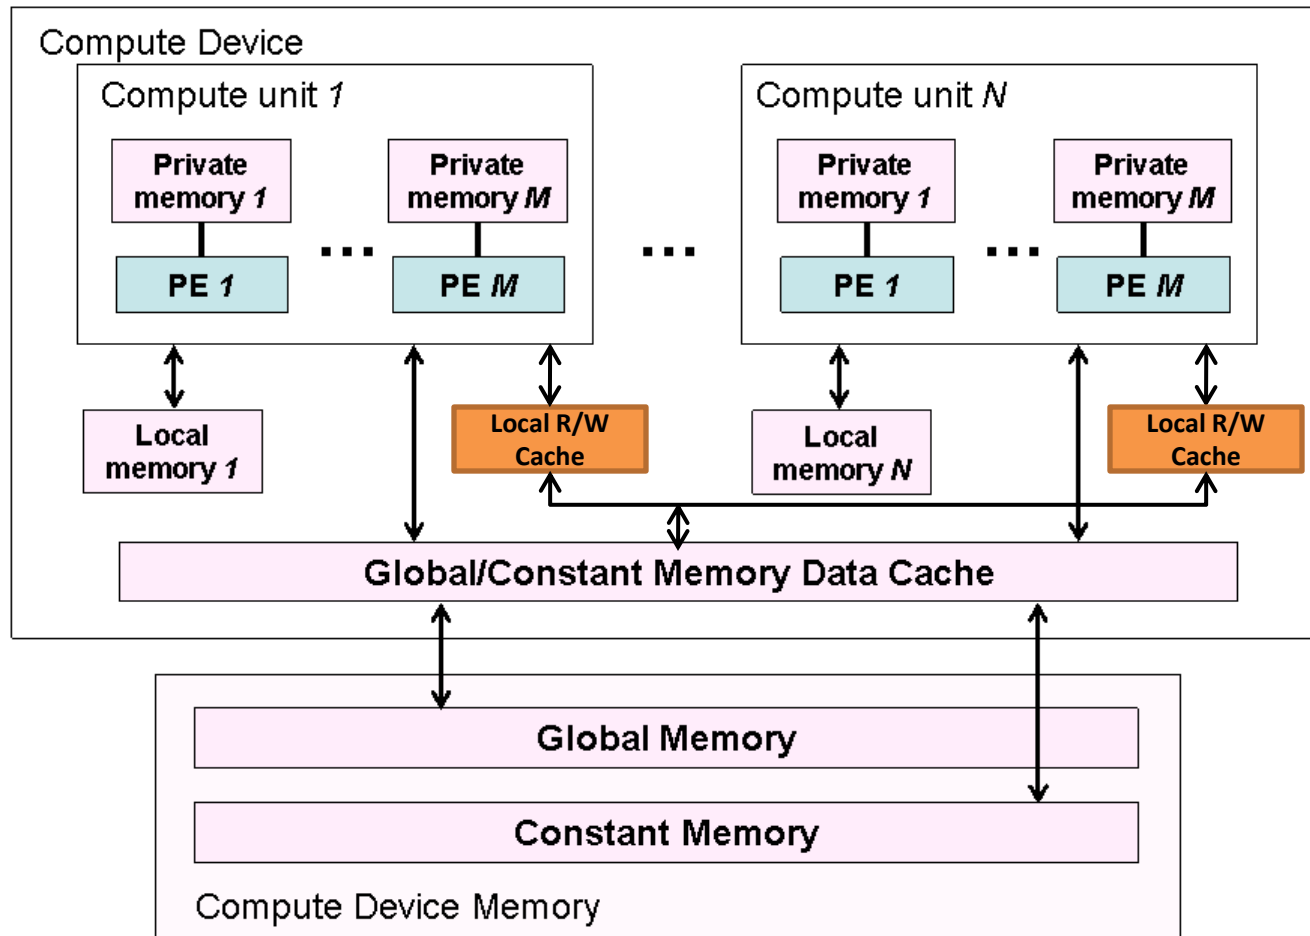 Compute Device
Compute unit 1
Compute unit N
Private
memory 1
Private
memory M
Private
memory 1
Private
memory M
...
...
...
PE 1
PE M
PE 1
PE M
Local
memory 1
Local R/W
Cache
Local
memory N
Local R/W
Cache
Global/Constant Memory Data Cache
Global Memory
Constant Memory
Compute Device Memory